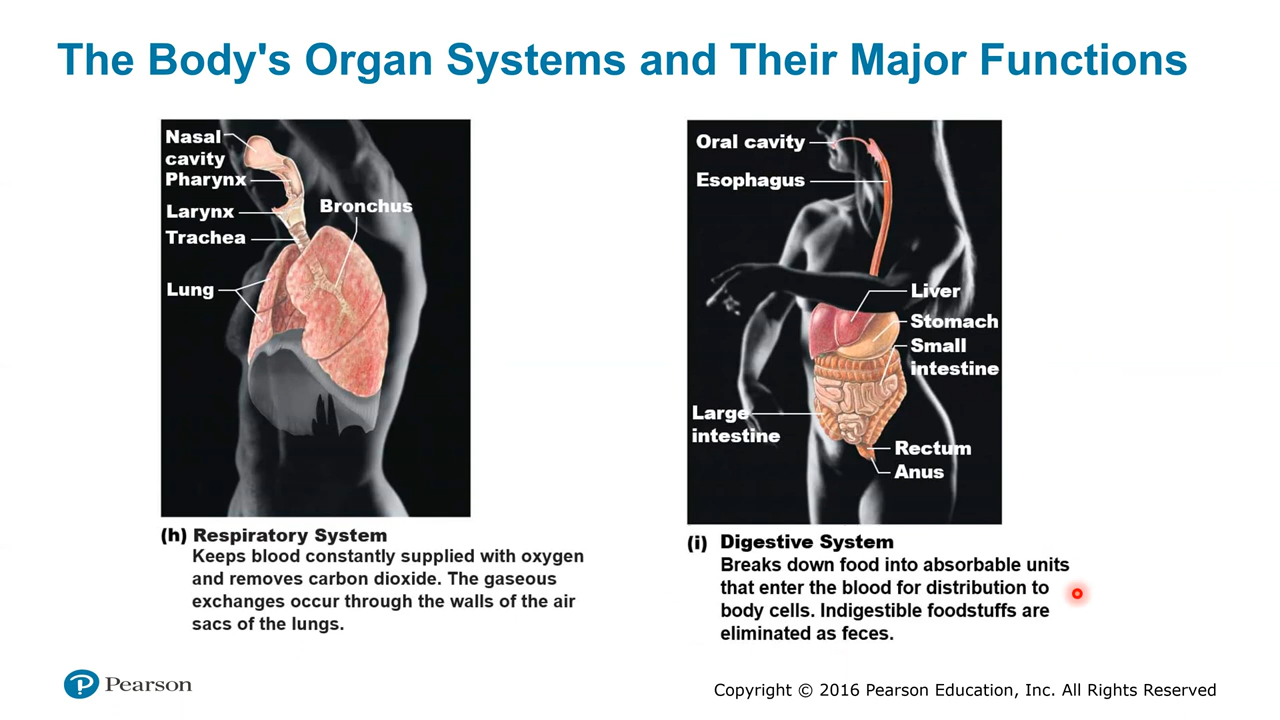 The Body's Organ Systems and Their Major Functions
Nasal
cavity
Pharynx
Larynx
Trachea
Lung
Bronchus
(h) Respiratory System
Keeps blood constantly supplied with oxygen
and removes carbon dioxide. The gaseous
exchanges occur through the walls of the air
sacs of the lungs.
Oral cavity
Esophagus
Liver
Stomach
Small
intestine
Large
intestine
Rectum
Anus
(i) Digestive System
Breaks down food into absorbable units
that enter the blood for distribution to
body cells. Indigestible foodstuffs are
eliminated as feces.
P Pearson
Copyright © 2016 Pearson Education, Inc. All Rights Reserved